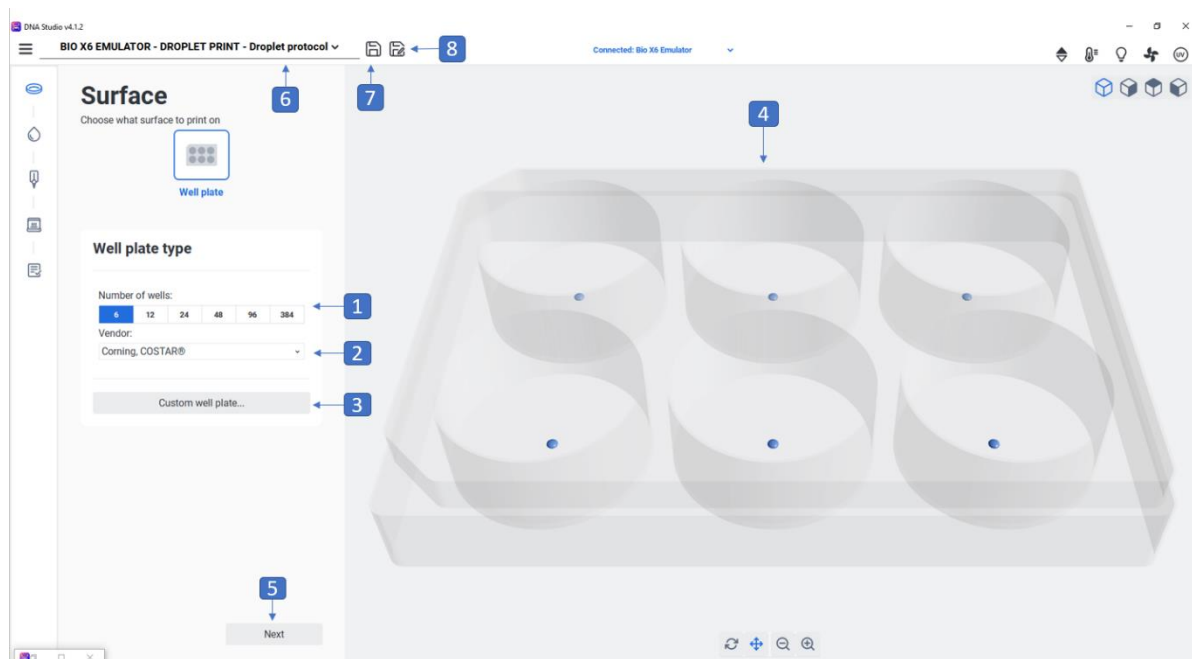 DNA Studio v4.1.2
BIO X6 EMULATOR - DROPLET PRINT - Droplet protocol
8
Connected: Bio X6 Emulator
UV
6
7
Surface
Choose what surface to print on
4
Well plate
Well plate type
Number of wells:
6 12 24 48 96 384
1
Vendor:
Corning, COSTAR®
2
Custom well plate...
3
5
Next